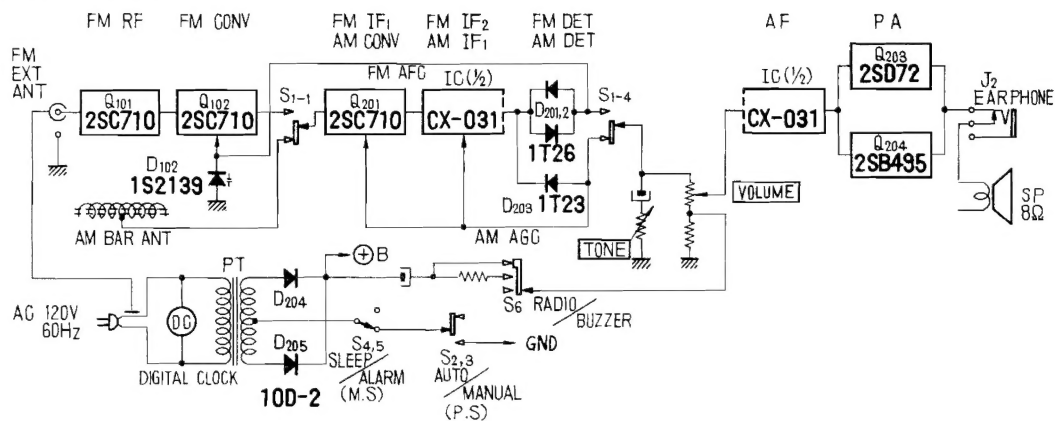 FM RF
FM CONV
FM IF1
AM CONV
FM IF2
AM IF1
FM DET
AM DET
AF
PA
FM
EXT
ANT
Q101
2SC710
Q102
2SC710
S1-1
FM AFC
Q201
2SC710
IC(½)
CX-031
D201,2
1T26
S1-4
IC(½)
CX-031
Q203
2SD72
Q204
2SB495
J2
EARPHONE
SP
8Ω
D102
1S2139
D203
1T23
VOLUME
TONE
AM BAR ANT
AM AGC
PT
⊕B
D204
S6 RADIO/
BUZZER
AC 120V
60Hz
DC
D205
S4,5
SLEEP/
ALARM
(M.S)
S2,3
AUTO/
MANUAL
(P.S)
GND
DIGITAL CLOCK
10D-2